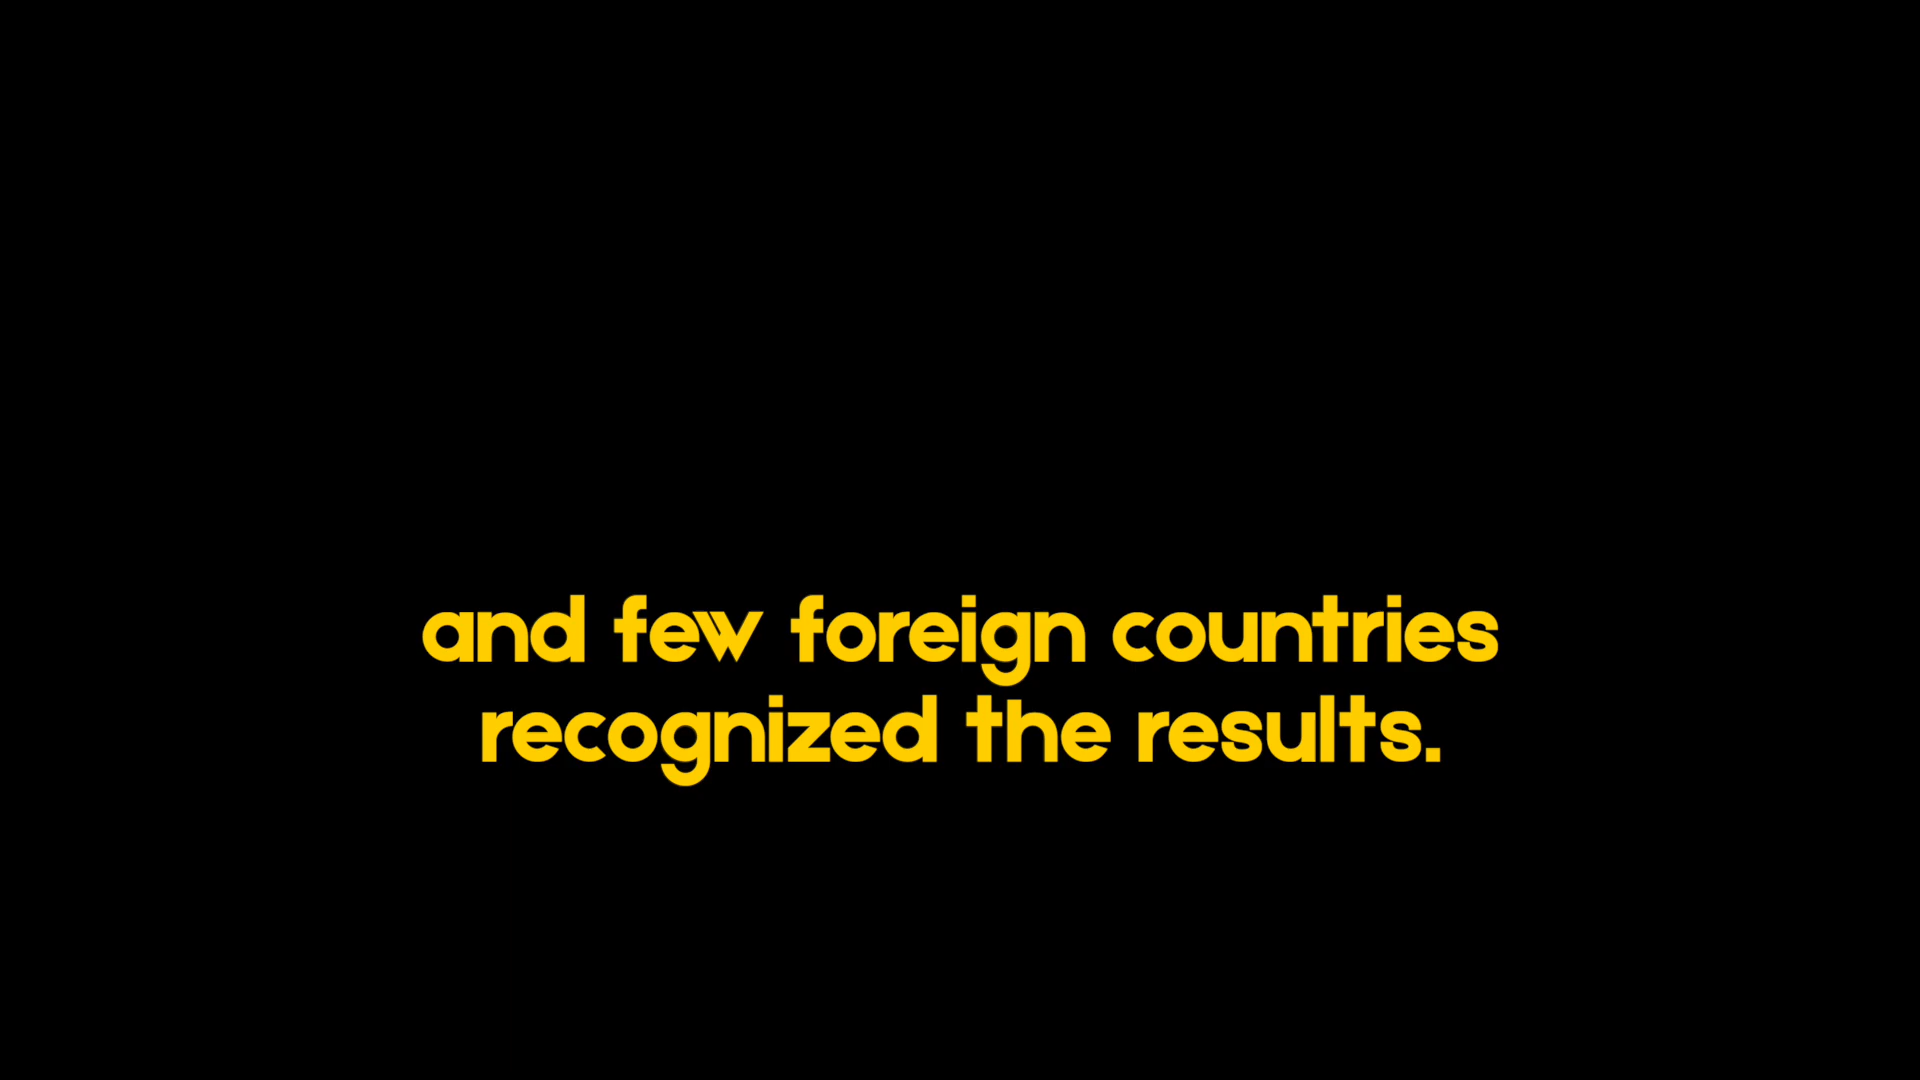 and few foreign countries
recognized the results.